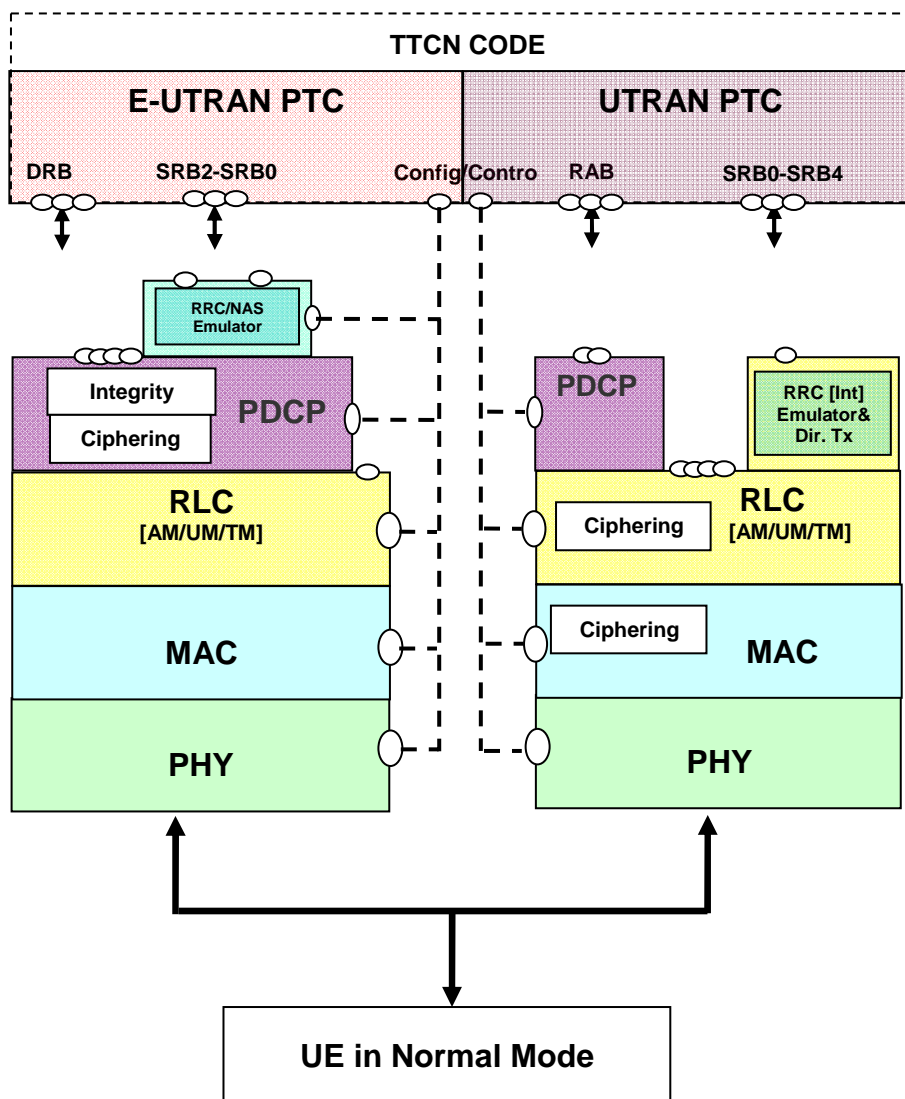 TTCN CODE
E-UTRAN PTC
UTRAN PTC
DRB
SRB2-SRB0
Config/Contro
RAB
SRB0-SRB4
RRC/NAS
Emulator
Integrity
Ciphering
PDCP
PDCP
RRC [Int]
Emulator&
Dir. Tx
RLC
[AM/UM/TM]
Ciphering
RLC
[AM/UM/TM]
MAC
Ciphering
MAC
PHY
PHY
UE in Normal Mode